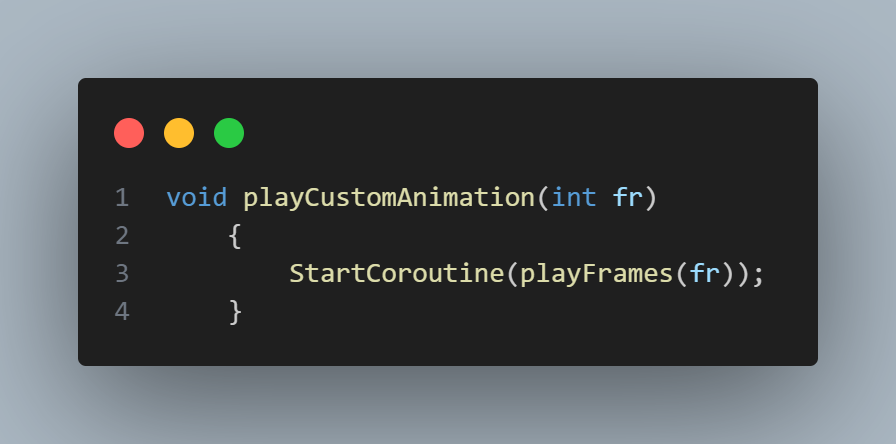 1 void playCustomAnimation(int fr)
2 {
3 StartCoroutine(playFrames(fr));
4 }